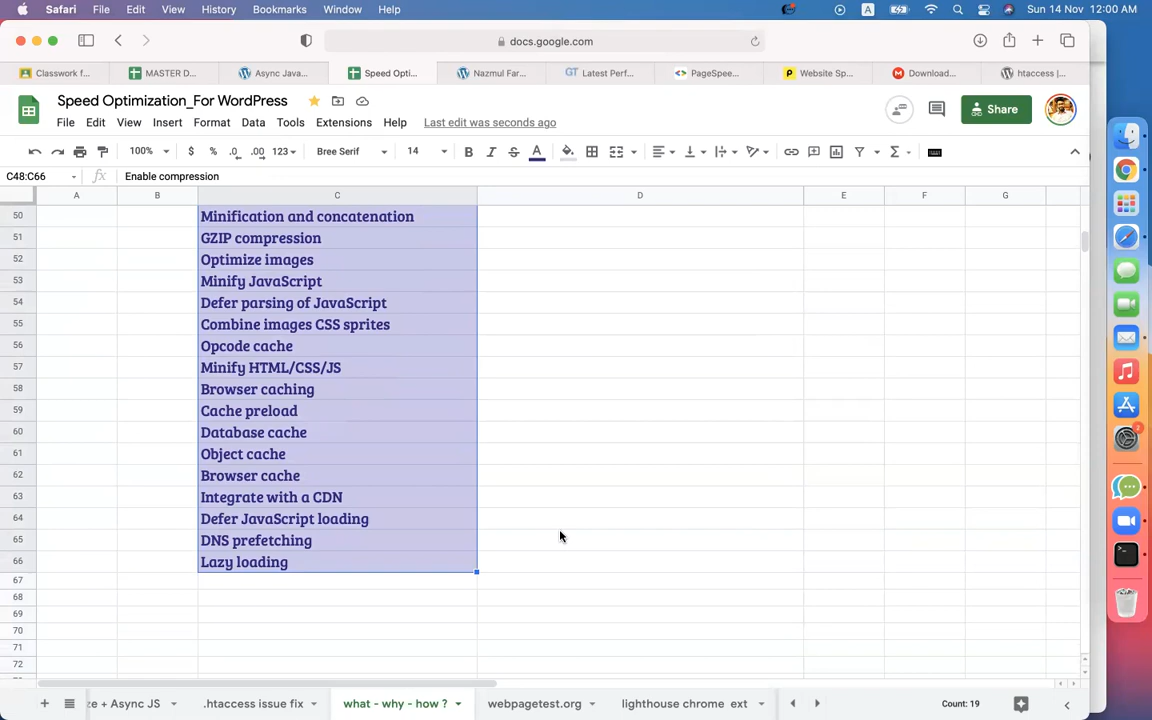 Safari File Edit View History Bookmarks Window Help A Sun 14 Nov 12:00 AM
docs.google.com
Classwork f... MASTER D... Async Java... Speed Opti... Nazmul Far... GT Latest Perf... PageSpee... P Website Sp... Download... htaccess |...
Speed Optimization_For WordPress
Share
File Edit View Insert Format Data Tools Extensions Help Last edit was seconds ago
100% $ % .0 .00 123 Bree Serif 14 B I S A
C48:C66 fx Enable compression
A B C D E F G
50 Minification and concatenation
51 GZIP compression
52 Optimize images
53 Minify JavaScript
54 Defer parsing of JavaScript
55 Combine images CSS sprites
56 Opcode cache
57 Minify HTML/CSS/JS
58 Browser caching
59 Cache preload
60 Database cache
61 Object cache
62 Browser cache
63 Integrate with a CDN
64 Defer JavaScript loading
65 DNS prefetching
66 Lazy loading
67
68
69
70
71
72
ze + Async JS .htaccess issue fix what - why - how ? webpagetest.org lighthouse chrome ext Count: 19
2